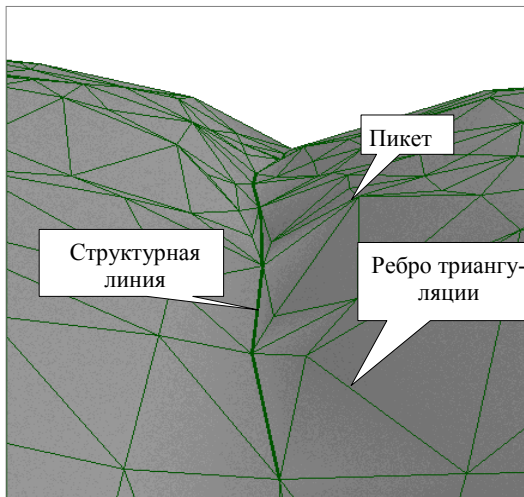 Пикет
Структурная
линия
Ребро триангу-
ляции